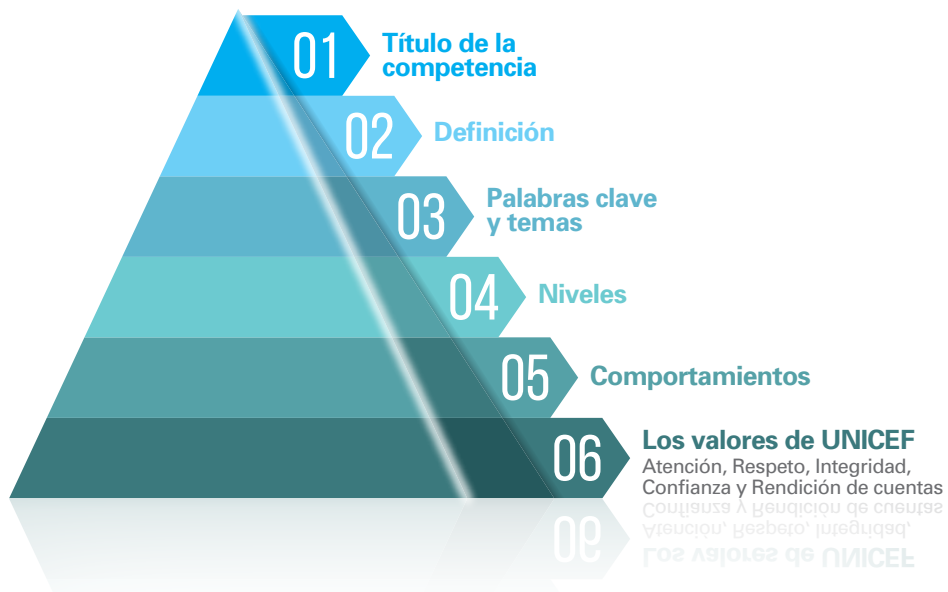 01
Título de la
competencia
02
Definición
03
Palabras clave
y temas
04
Niveles
05
Comportamientos
06
Los valores de UNICEF
Atención, Respeto, Integridad,
Confianza y Rendición de cuentas